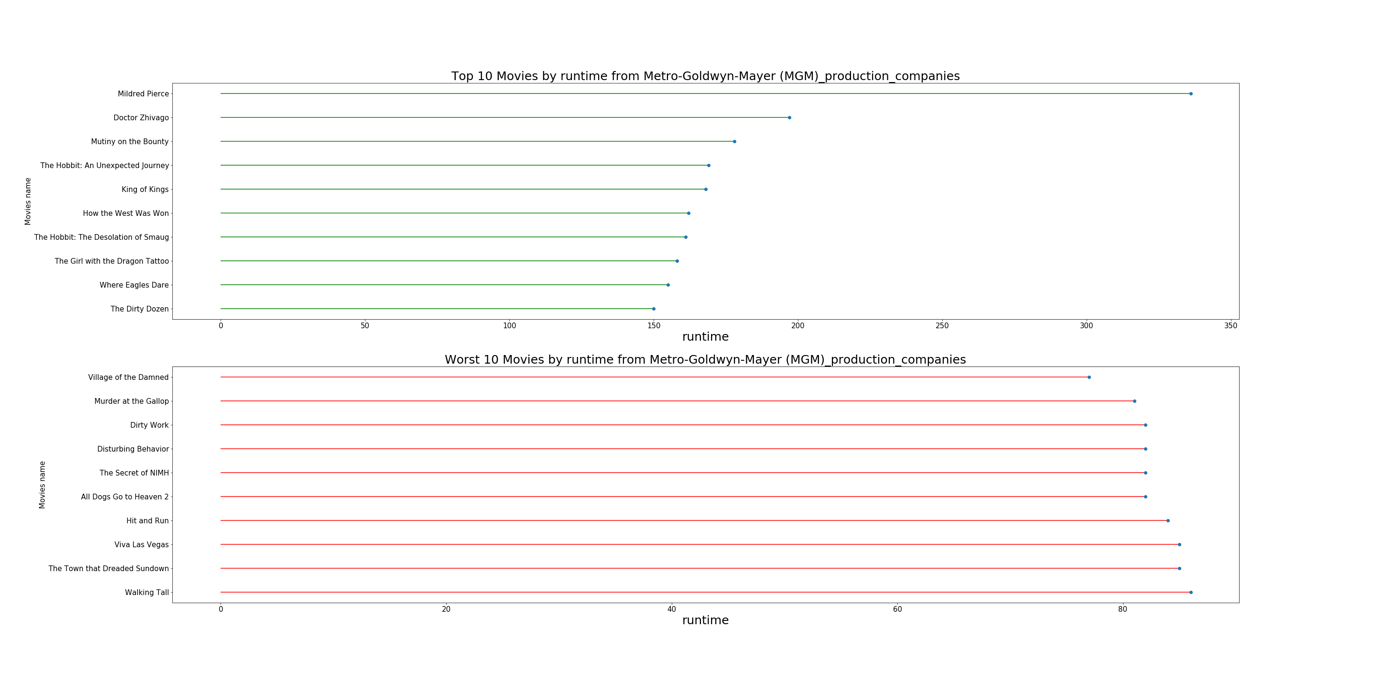 Top 10 Movies by runtime from Metro-Goldwyn-Mayer (MGM)_production_companies
Movies name
Mildred Pierce
Doctor Zhivago
Mutiny on the Bounty
The Hobbit: An Unexpected Journey
King of Kings
How the West Was Won
The Hobbit: The Desolation of Smaug
The Girl with the Dragon Tattoo
Where Eagles Dare
The Dirty Dozen
0 50 100 150 200 250 300 350
runtime
Worst 10 Movies by runtime from Metro-Goldwyn-Mayer (MGM)_production_companies
Movies name
Village of the Damned
Murder at the Gallop
Dirty Work
Disturbing Behavior
The Secret of NIMH
All Dogs Go to Heaven 2
Hit and Run
Viva Las Vegas
The Town that Dreaded Sundown
Walking Tall
0 20 40 60 80
runtime